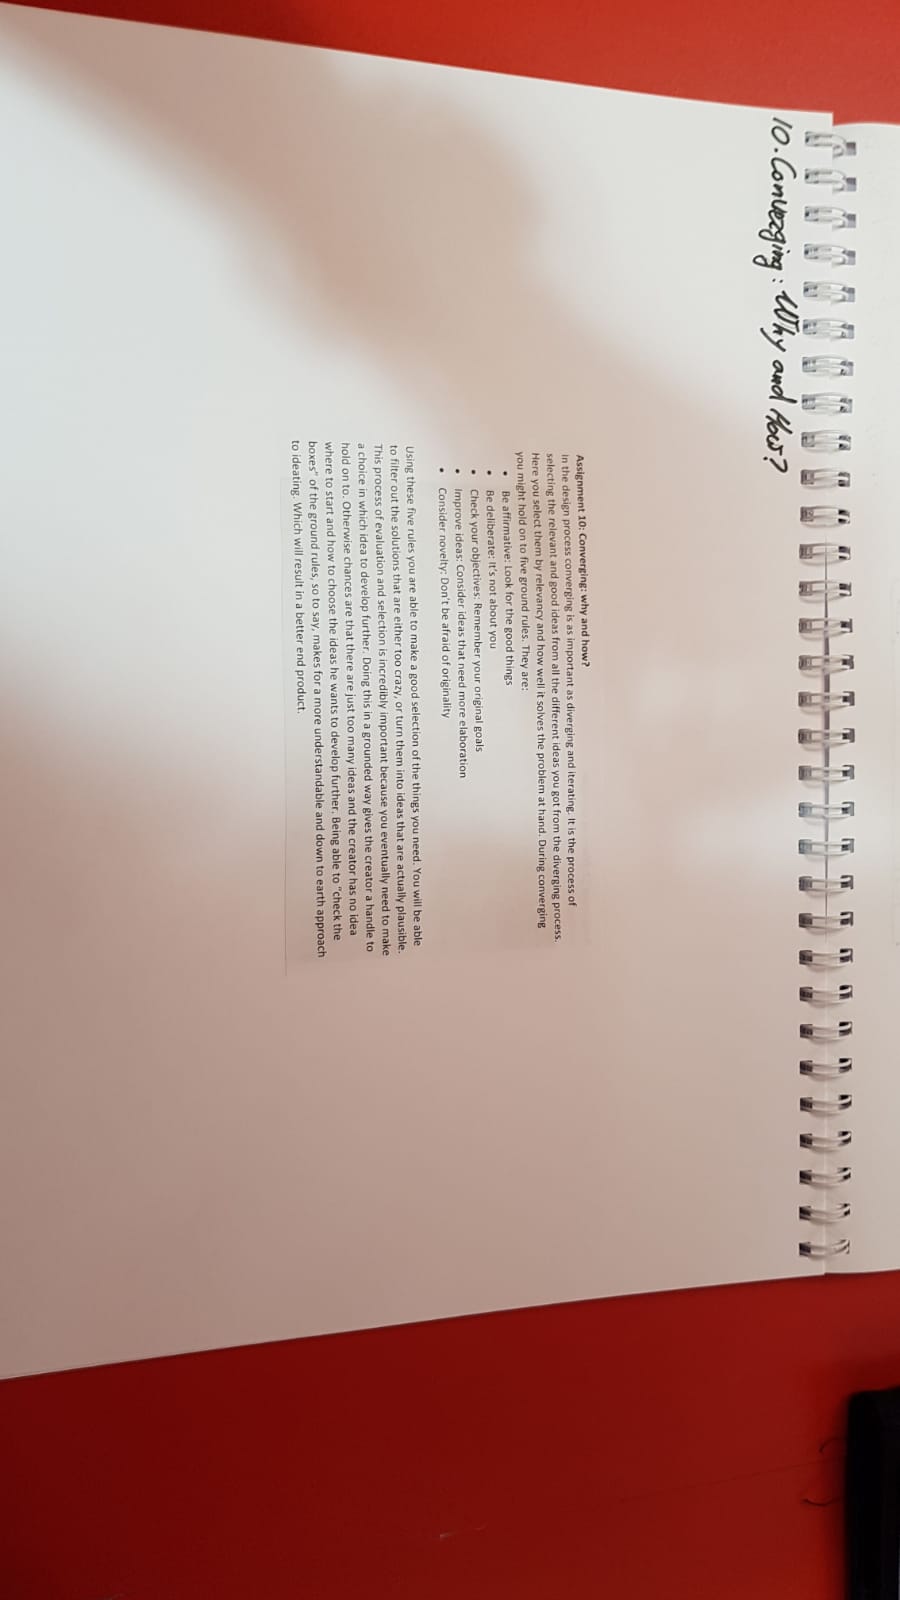 10. Converging: Why and How?
Assignment 10: Converging: why and how?
In the design process converging is as important as diverging and iterating. It is the process of
selecting the relevant and good ideas from all the different ideas you got from the diverging process.
Here you select them by relevancy and how well it solves the problem at hand. During converging
you might hold on to five ground rules. They are:
• Be affirmative: Look for the good things
• Be deliberate: It's not about you
• Check your objectives: Remember your original goals
• Improve ideas: Consider ideas that need more elaboration
• Consider novelty: Don't be afraid of originality
Using these five rules you are able to make a good selection of the things you need. You will be able
to filter out the solutions that are either too crazy, or turn them into ideas that are actually plausible.
This process of evaluation and selection is incredibly important because you eventually need to make
a choice in which idea to develop further. Doing this in a grounded way gives the creator a handle to
hold on to. Otherwise chances are that there are just too many ideas and the creator has no idea
where to start and how to choose the ideas he wants to develop further. Being able to "check the
boxes" of the ground rules, so to say, makes for a more understandable and down to earth approach
to ideating. Which will result in a better end product.